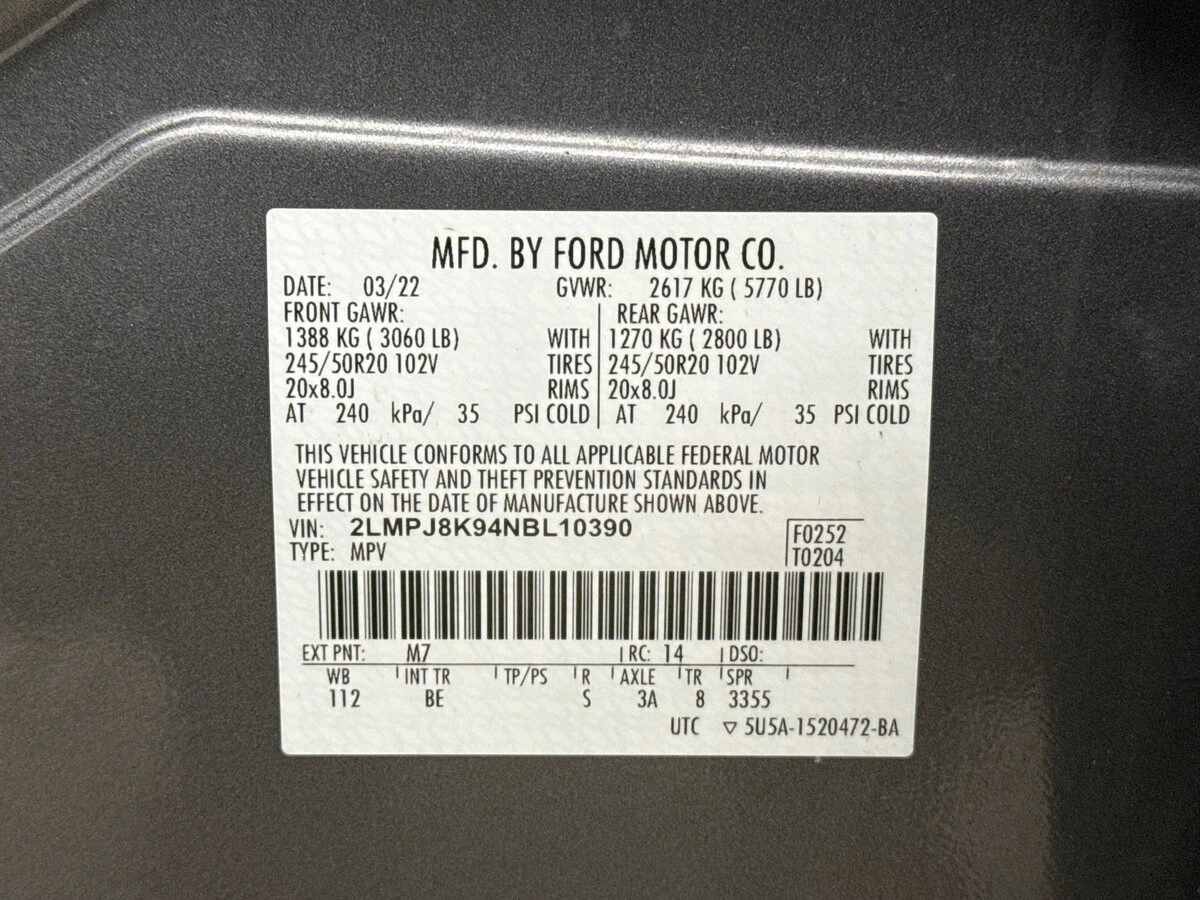 MFD. BY FORD MOTOR CO.
DATE: 03/22 GVWR: 2617 KG ( 5770 LB)
FRONT GAWR: REAR GAWR:
1388 KG ( 3060 LB) WITH 1270 KG ( 2800 LB) WITH
245/50R20 102V TIRES 245/50R20 102V TIRES
20x8.0J RIMS 20x8.0J RIMS
AT 240 kPa/ 35 PSI COLD AT 240 kPa/ 35 PSI COLD
THIS VEHICLE CONFORMS TO ALL APPLICABLE FEDERAL MOTOR
VEHICLE SAFETY AND THEFT PREVENTION STANDARDS IN
EFFECT ON THE DATE OF MANUFACTURE SHOWN ABOVE.
VIN: 2LMPJ8K94NBL10390 F0252
TYPE: MPV T0204
EXT PNT: M7 RC: 14 DSO:
WB INT TR TP/PS R AXLE TR SPR
112 BE S 3A 8 3355
UTC ▽ 5U5A-1520472-BA